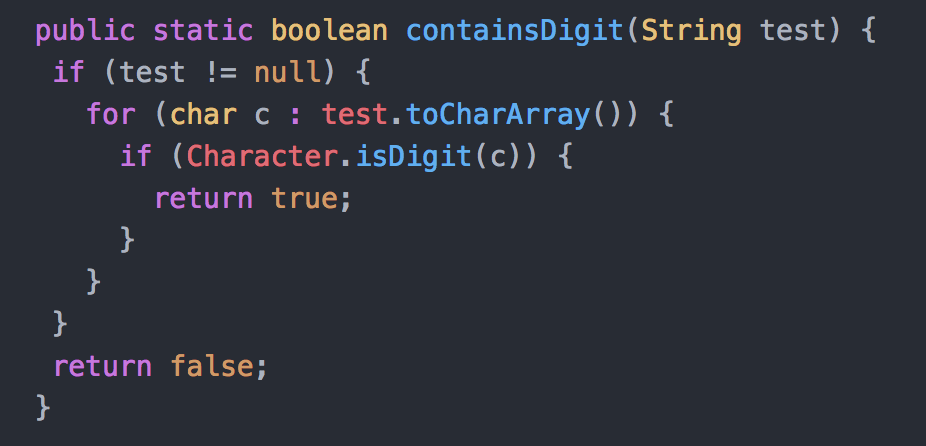 public static boolean containsDigit(String test) {
 if (test != null) {
   for (char c : test.toCharArray()) {
     if (Character.isDigit(c)) {
       return true;
     }
   }
 }
 return false;
}